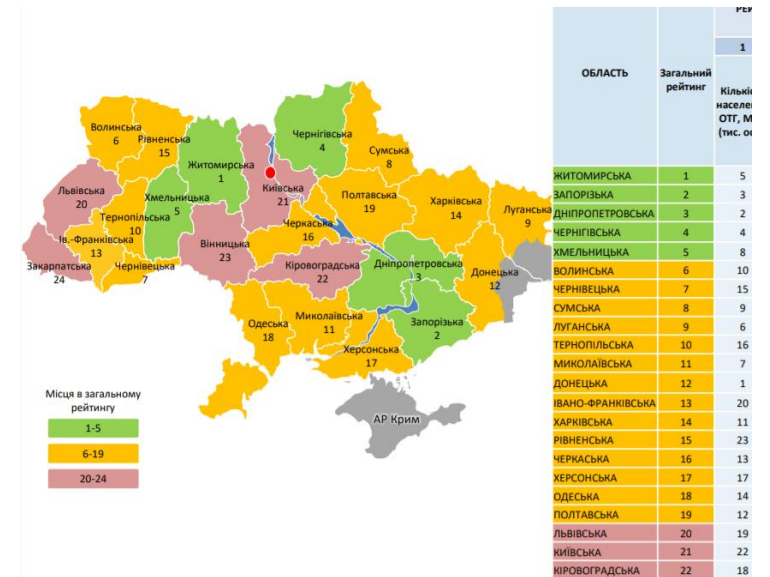 Волинська
6
Рівненська
15
Житомирська
1
Київська
21
Чернігівська
4
Сумська
8
Львівська
20
Тернопільська
10
Хмельницька
5
Ів.-Франківська
13
Закарпатська
24
Чернівецька
7
Вінницька
23
Черкаська
16
Полтавська
19
Харківська
14
Луганська
9
Кіровоградська
22
Дніпропетровська
3
Донецька
12
Одеська
18
Миколаївська
11
Запорізька
2
Херсонська
17
АР Крим
Місця в загальному
рейтингу
1-5
6-19
20-24
1
ОБЛАСТЬ
Загальний
рейтинг
ОТГ,
(тис.
ЖИТОМИРСЬКА 1 5
ЗАПОРІЗЬКА 2 3
ДНІПРОПЕТРОВСЬКА 3 2
ЧЕРНІГІВСЬКА 4 4
ХМЕЛЬНИЦЬКА 5 8
ВОЛИНСЬКА 6 10
ЧЕРНІВЕЦЬКА 7 15
СУМСЬКА 8 9
ЛУГАНСЬКА 9 6
ТЕРНОПІЛЬСЬКА 10 16
МИКОЛАЇВСЬКА 11 7
ДОНЕЦЬКА 12 1
ІВАНО-ФРАНКІВСЬКА 13 20
ХАРКІВСЬКА 14 11
РІВНЕНСЬКА 15 23
ЧЕРКАСЬКА 16 13
ХЕРСОНСЬКА 17 17
ОДЕСЬКА 18 14
ПОЛТАВСЬКА 19 12
ЛЬВІВСЬКА 20 19
КИЇВСЬКА 21 22
КІРОВОГРАДСЬКА 22 18